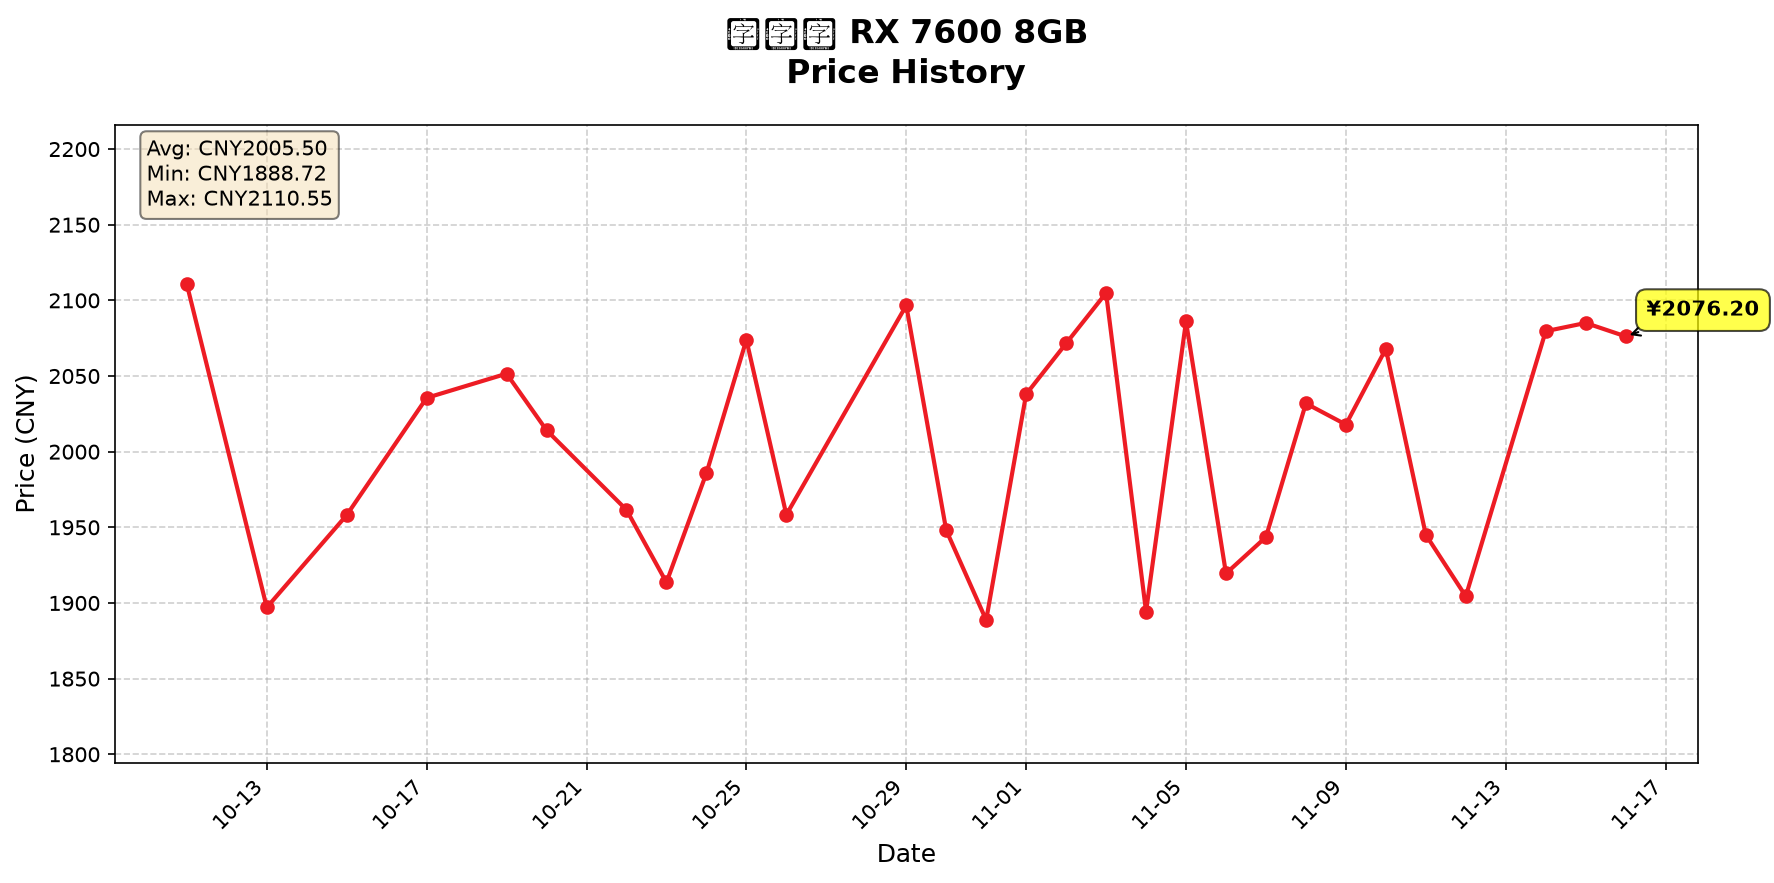 RX 7600 8GB
Price History
Avg: CNY2005.50
Min: CNY1888.72
Max: CNY2110.55
¥2076.20
Price (CNY)
2200
2150
2100
2050
2000
1950
1900
1850
1800
10-13
10-17
10-21
10-25
10-29
11-01
11-05
11-09
11-13
11-17
Date